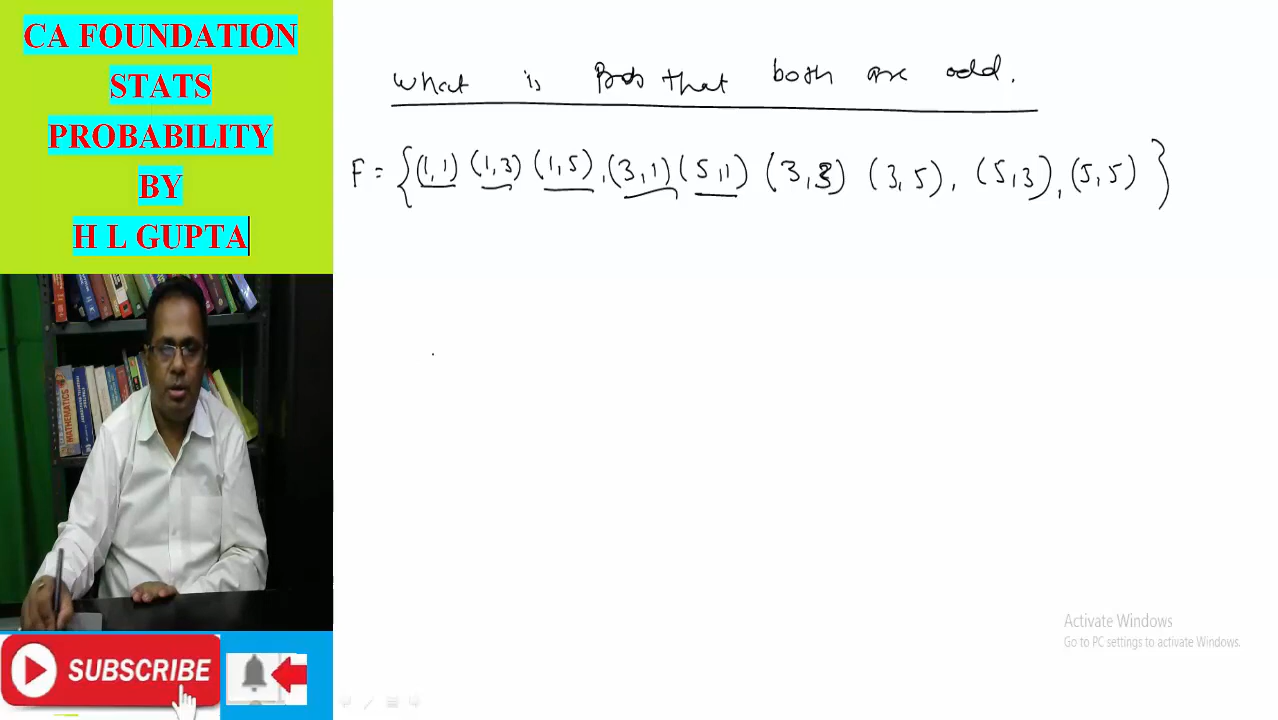 CA FOUNDATION
STATS
PROBABILITY
BY
H L GUPTA
what is Prob that both are odd.
F = {(1,1) (1,3) (1,5), (3,1) (5,1) (3,3) (3,5), (5,3), (5,5)}
MATHEMATICS
SUBSCRIBE
Activate Windows
Go to PC settings to activate Windows.